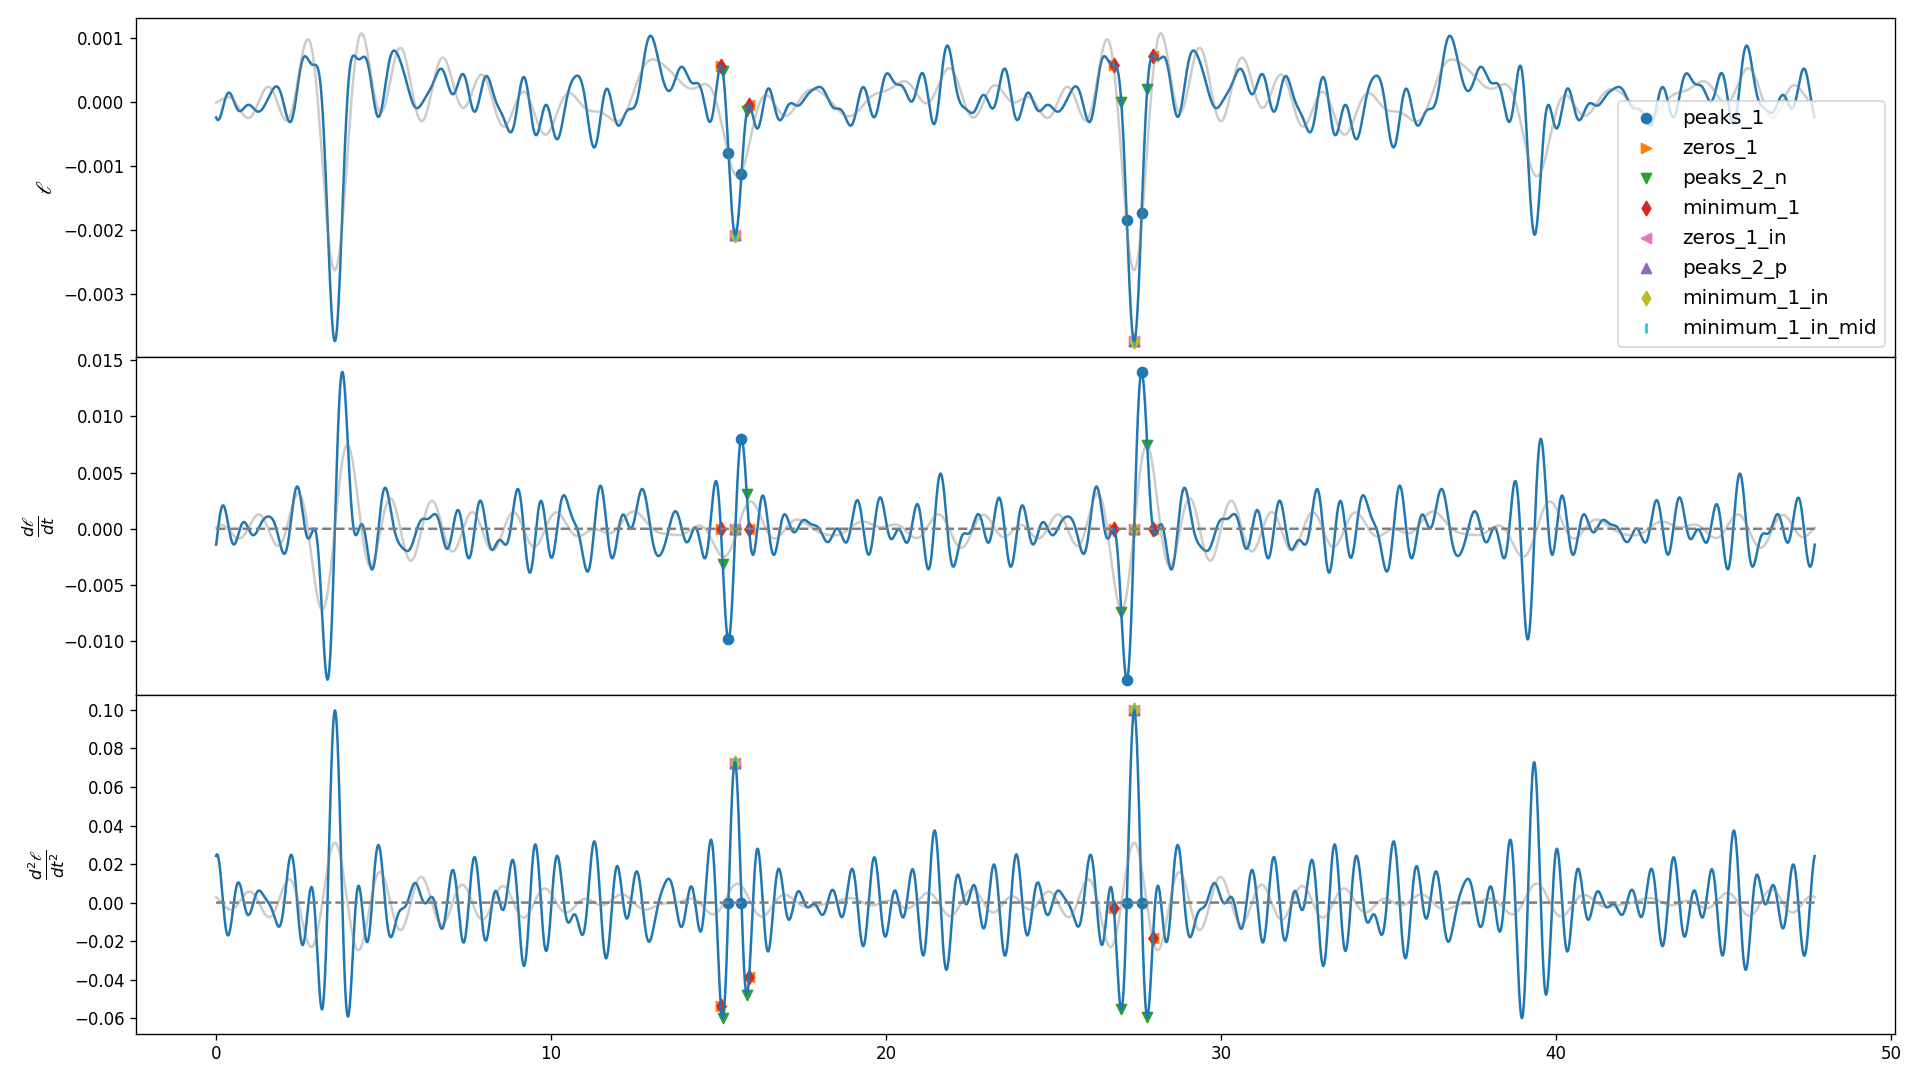 0.001
0.000
−0.001
−0.002
−0.003
ℓ
peaks_1
zeros_1
peaks_2_n
minimum_1
zeros_1_in
peaks_2_p
minimum_1_in
minimum_1_in_mid
0.015
0.010
0.005
0.000
−0.005
−0.010
dℓ
dt
0.10
0.08
0.06
0.04
0.02
0.00
−0.02
−0.04
−0.06
d²ℓ
dt²
0 10 20 30 40 50